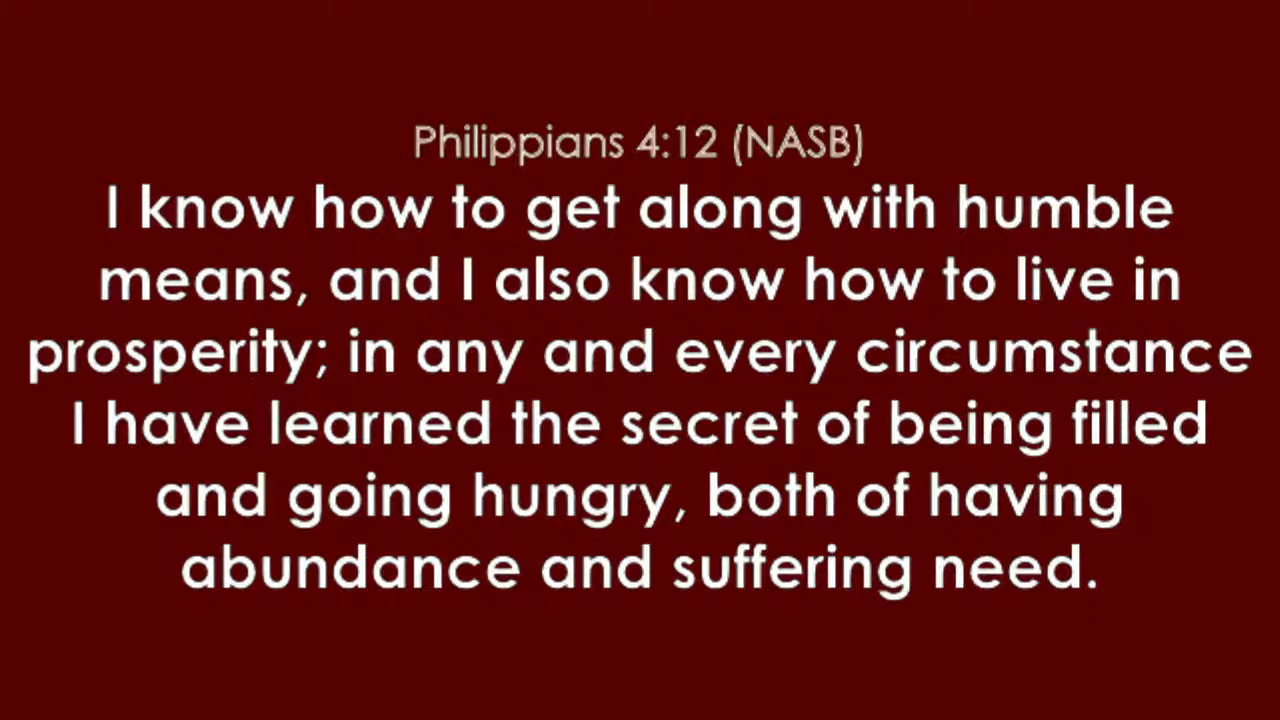 Philippians 4:12 (NASB)
I know how to get along with humble
means, and I also know how to live in
prosperity; in any and every circumstance
I have learned the secret of being filled
and going hungry, both of having
abundance and suffering need.